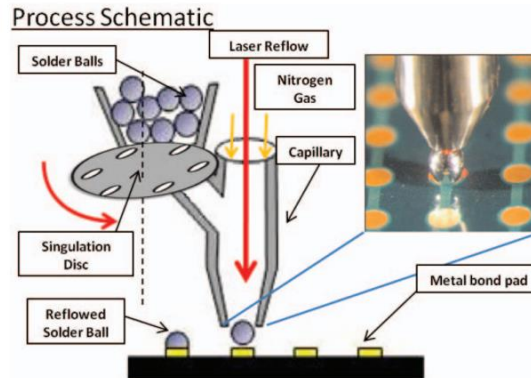 Process Schematic
Solder Balls
Laser Reflow
Nitrogen
Gas
Capillary
Singulation
Disc
Metal bond pad
Reflowed
Solder Ball